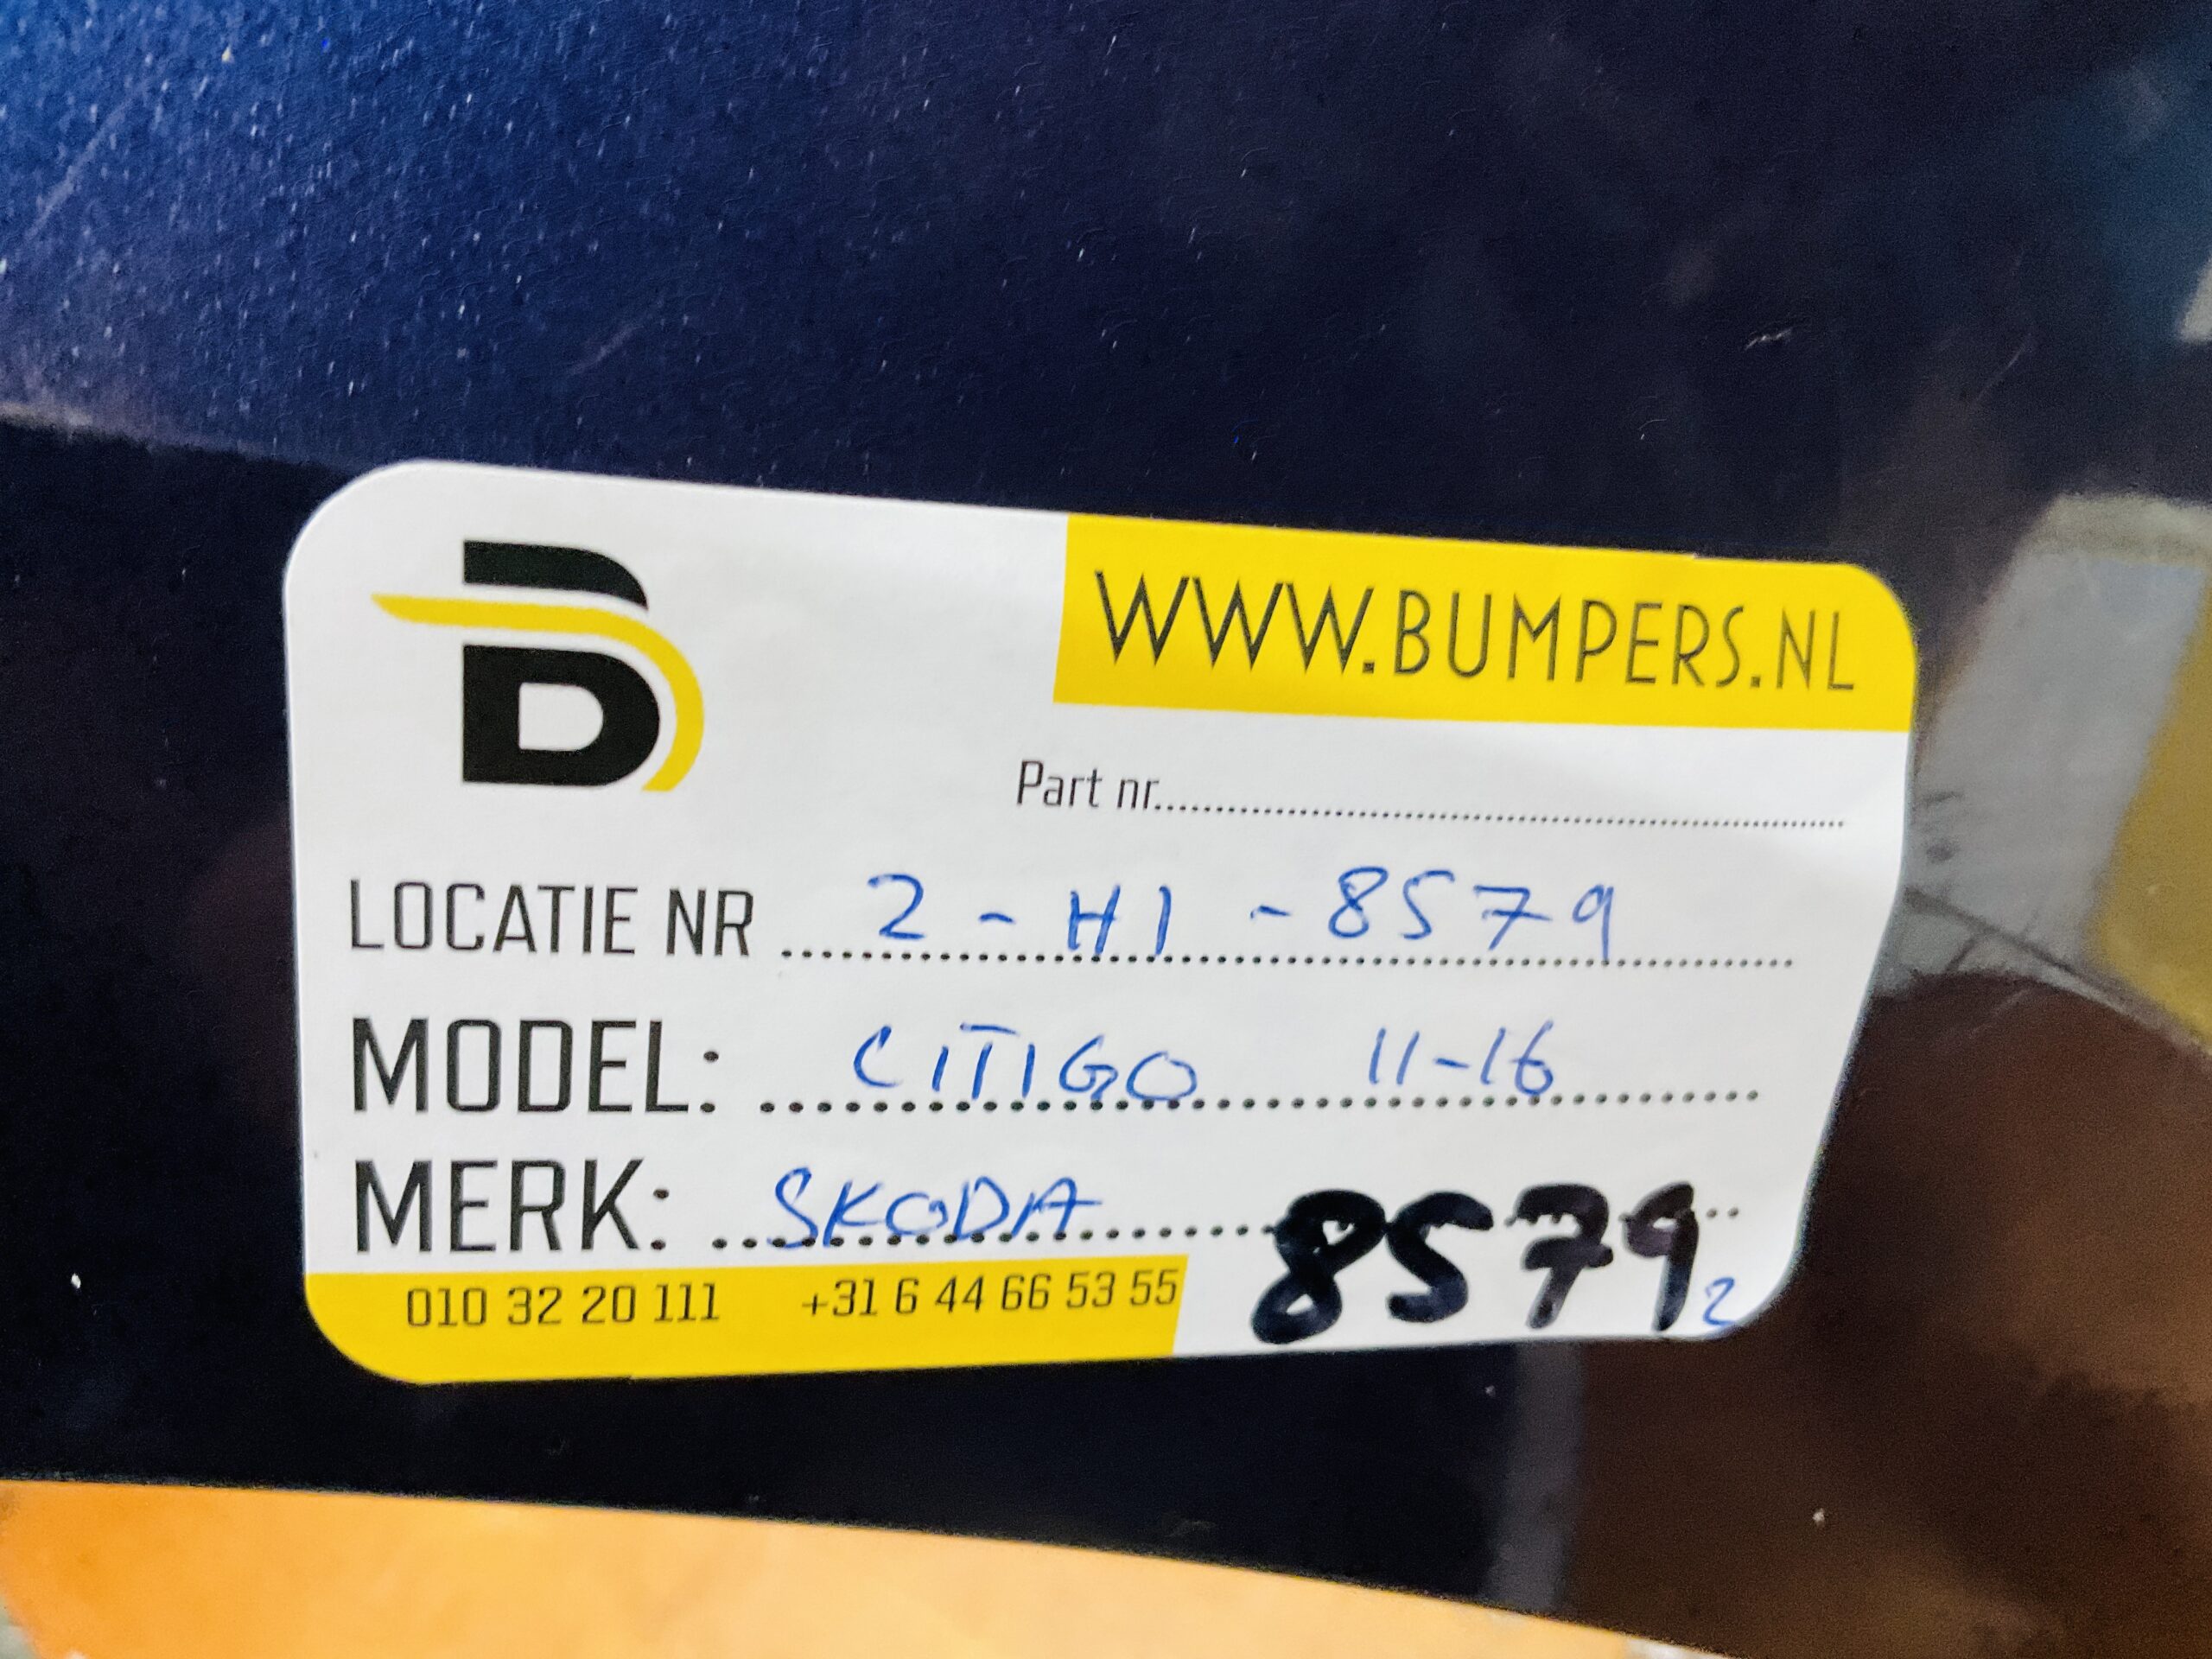 B
WWW.BUMPERS.NL
Part nr.
LOCATIE NR 2-H1-8579
MODEL: CITIGO 11-16
MERK: SKODA
8579 2
010 32 20 111 +31 6 44 66 53 55